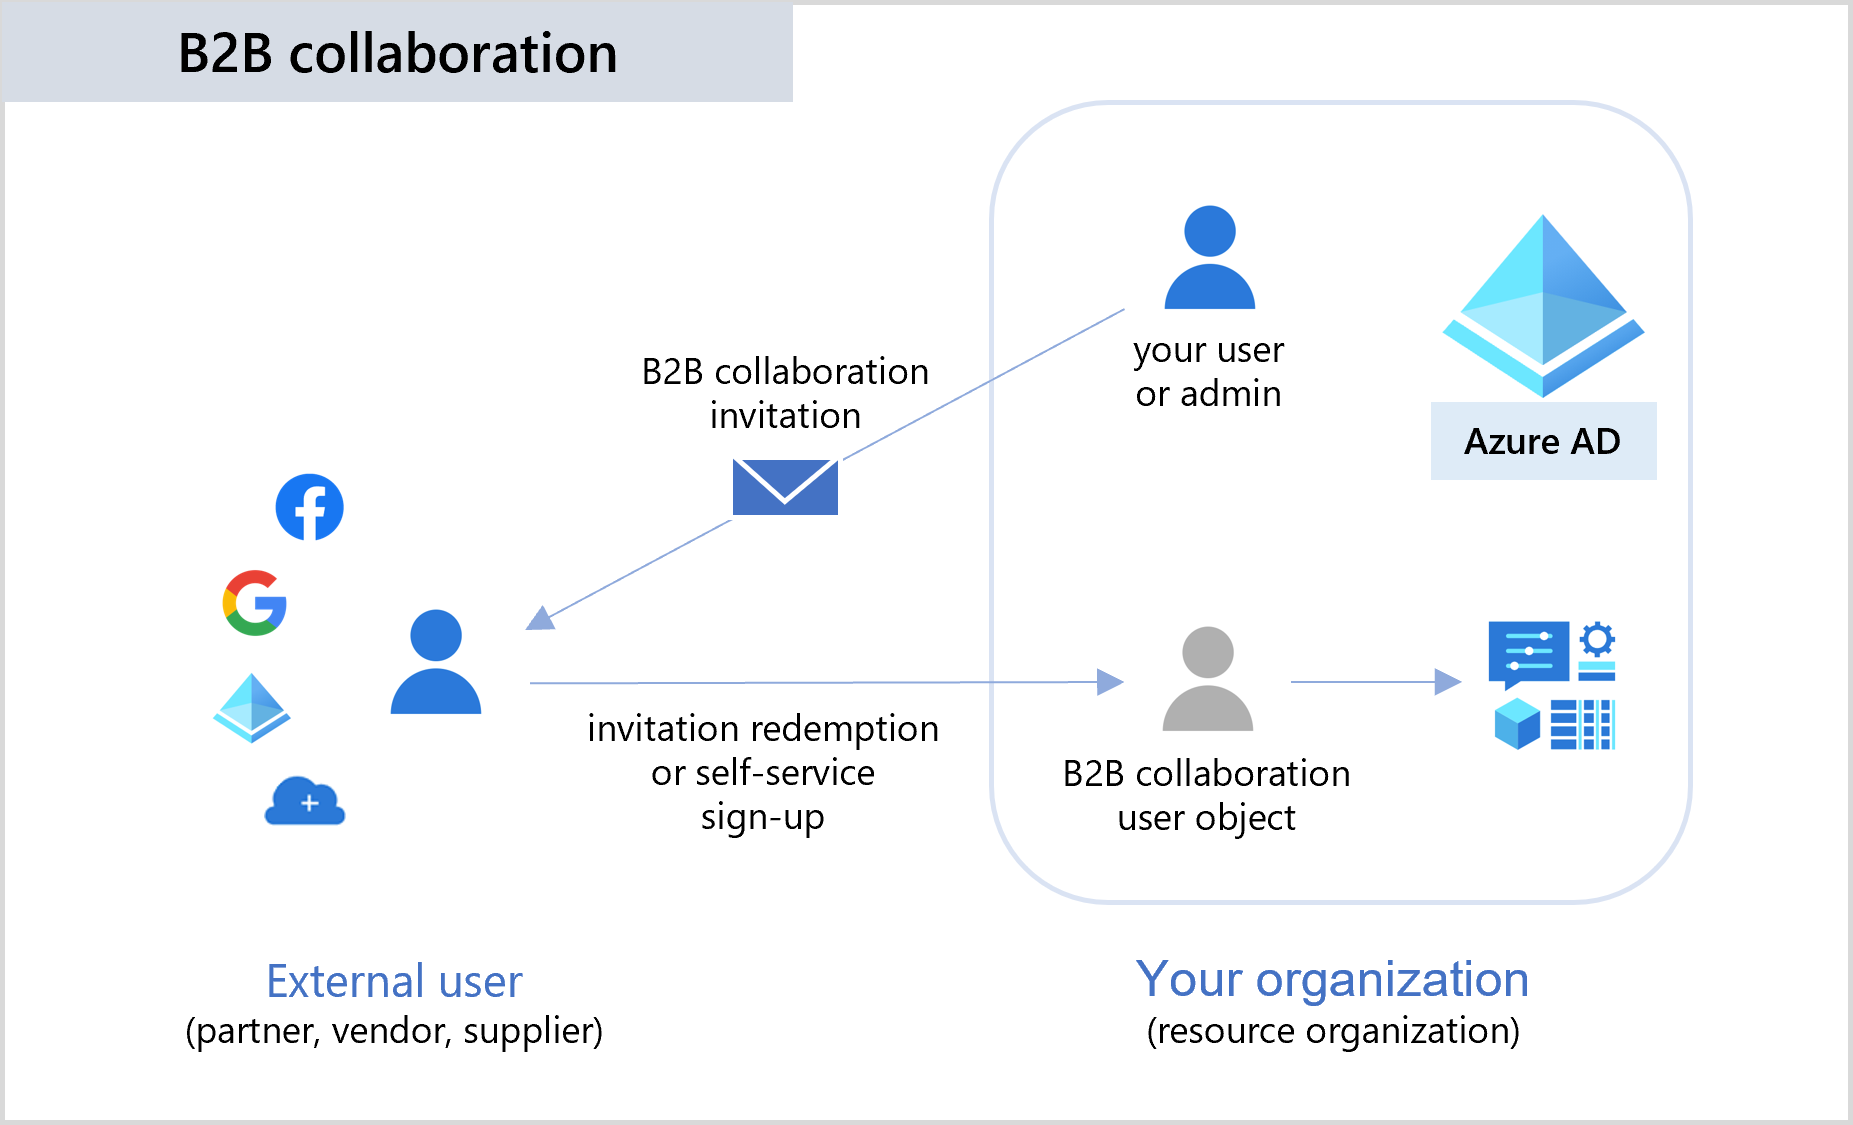 B2B collaboration
your user
or admin
Azure AD
B2B collaboration
invitation
invitation redemption
or self-service
sign-up
B2B collaboration
user object
External user
(partner, vendor, supplier)
Your organization
(resource organization)